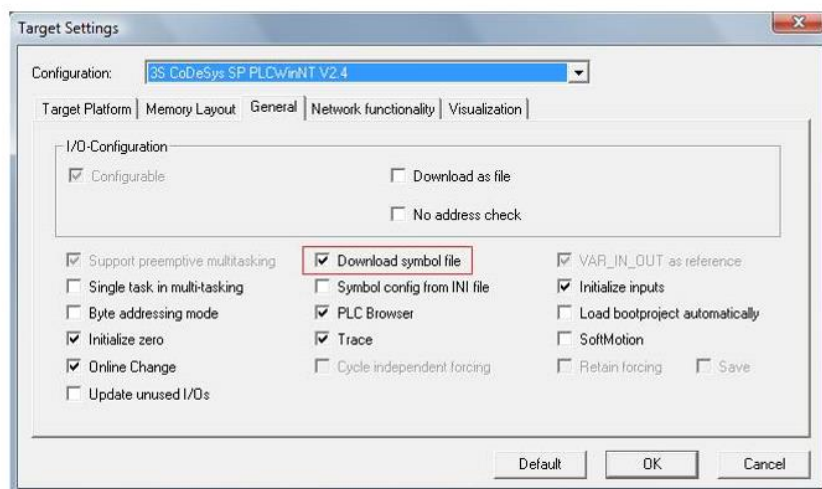 Target Settings
Configuration: 3S CoDeSys SP PLCWinNT V2.4
Target Platform Memory Layout General Network functionality Visualization
I/O-Configuration
Configurable Download as file
No address check
Support preemptive multitasking Download symbol file VAR_IN_OUT as reference
Single task in multi-tasking Symbol config from INI file Initialize inputs
Byte addressing mode PLC Browser Load bootproject automatically
Initialize zero Trace SoftMotion
Online Change Cycle independent forcing Retain forcing Save
Update unused I/Os
Default OK Cancel